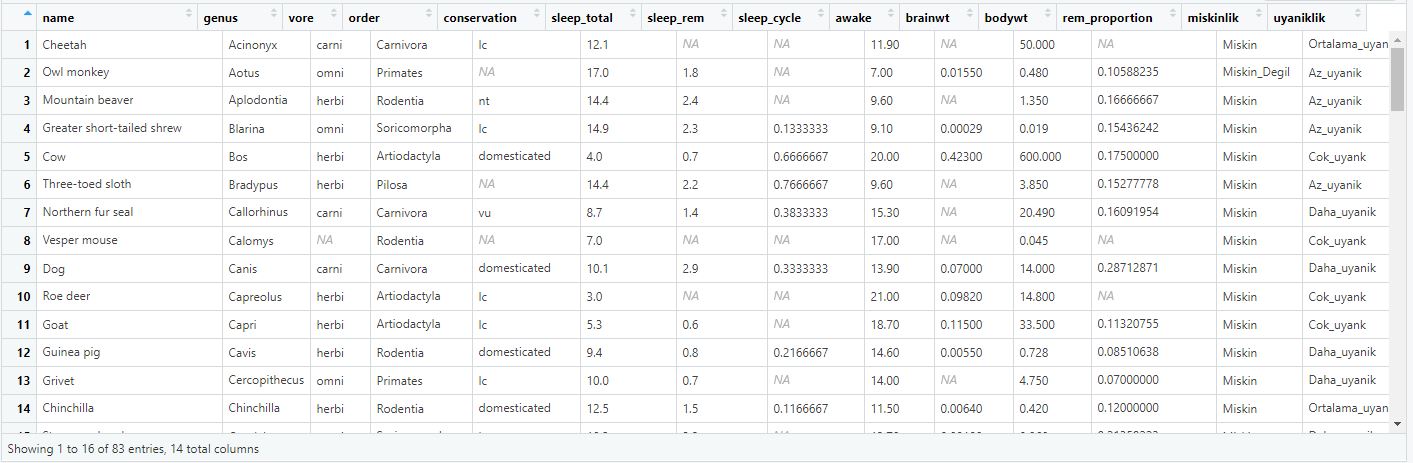 name genus vore order conservation sleep_total sleep_rem sleep_cycle awake brainwt bodywt rem_proportion miskinlik uyaniklik
1 Cheetah Acinonyx carni Carnivora lc 12.1 NA NA 11.90 NA 50.000 NA Miskin Ortalama_uyan
2 Owl monkey Aotus omni Primates NA 17.0 1.8 NA 7.00 0.01550 0.480 0.10588235 Miskin_Degil Az_uyanik
3 Mountain beaver Aplodontia herbi Rodentia nt 14.4 2.4 NA 9.60 NA 1.350 0.16666667 Miskin Az_uyanik
4 Greater short-tailed shrew Blarina omni Soricomorpha lc 14.9 2.3 0.1333333 9.10 0.00029 0.019 0.15436242 Miskin Az_uyanik
5 Cow Bos herbi Artiodactyla domesticated 4.0 0.7 0.6666667 20.00 0.42300 600.000 0.17500000 Miskin Cok_uyank
6 Three-toed sloth Bradypus herbi Pilosa NA 14.4 2.2 0.7666667 9.60 NA 3.850 0.15277778 Miskin Az_uyanik
7 Northern fur seal Callorhinus carni Carnivora vu 8.7 1.4 0.3833333 15.30 NA 20.490 0.16091954 Miskin Daha_uyanik
8 Vesper mouse Calomys NA Rodentia NA 7.0 NA NA 17.00 NA 0.045 NA Miskin Cok_uyank
9 Dog Canis carni Carnivora domesticated 10.1 2.9 0.3333333 13.90 0.07000 14.000 0.28712871 Miskin Daha_uyanik
10 Roe deer Capreolus herbi Artiodactyla lc 3.0 NA NA 21.00 0.09820 14.800 NA Miskin Cok_uyank
11 Goat Capri herbi Artiodactyla lc 5.3 0.6 NA 18.70 0.11500 33.500 0.11320755 Miskin Cok_uyank
12 Guinea pig Cavis herbi Rodentia domesticated 9.4 0.8 0.2166667 14.60 0.00550 0.728 0.08510638 Miskin Daha_uyanik
13 Grivet Cercopithecus omni Primates lc 10.0 0.7 NA 14.00 NA 4.750 0.07000000 Miskin Daha_uyanik
14 Chinchilla Chinchilla herbi Rodentia domesticated 12.5 1.5 0.1166667 11.50 0.00640 0.420 0.12000000 Miskin Ortalama_uyan
Showing 1 to 16 of 83 entries, 14 total columns